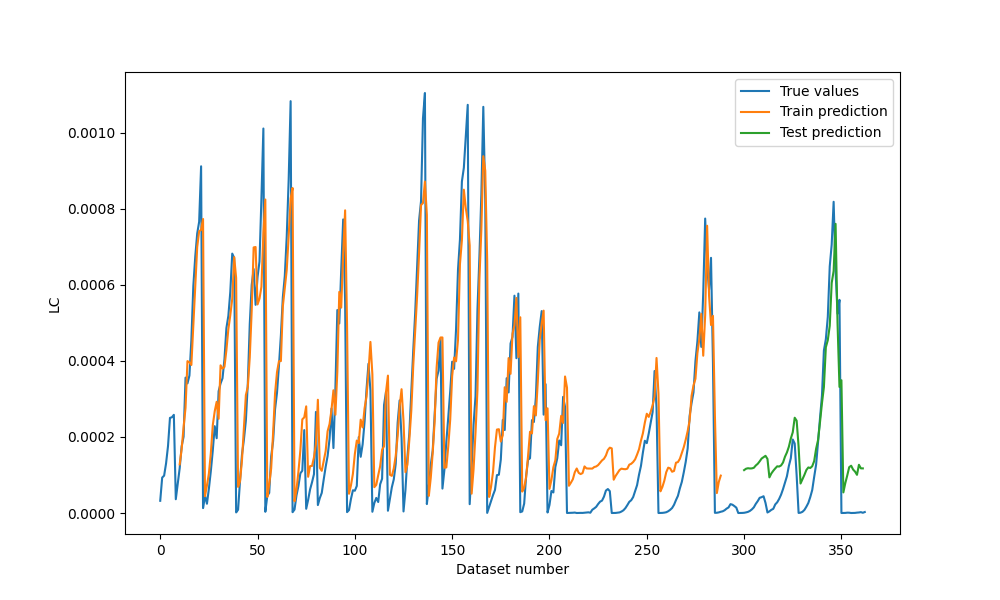 True values
Train prediction
Test prediction
0.0010
0.0008
0.0006
0.0004
0.0002
0.0000
LC
0 50 100 150 200 250 300 350
Dataset number